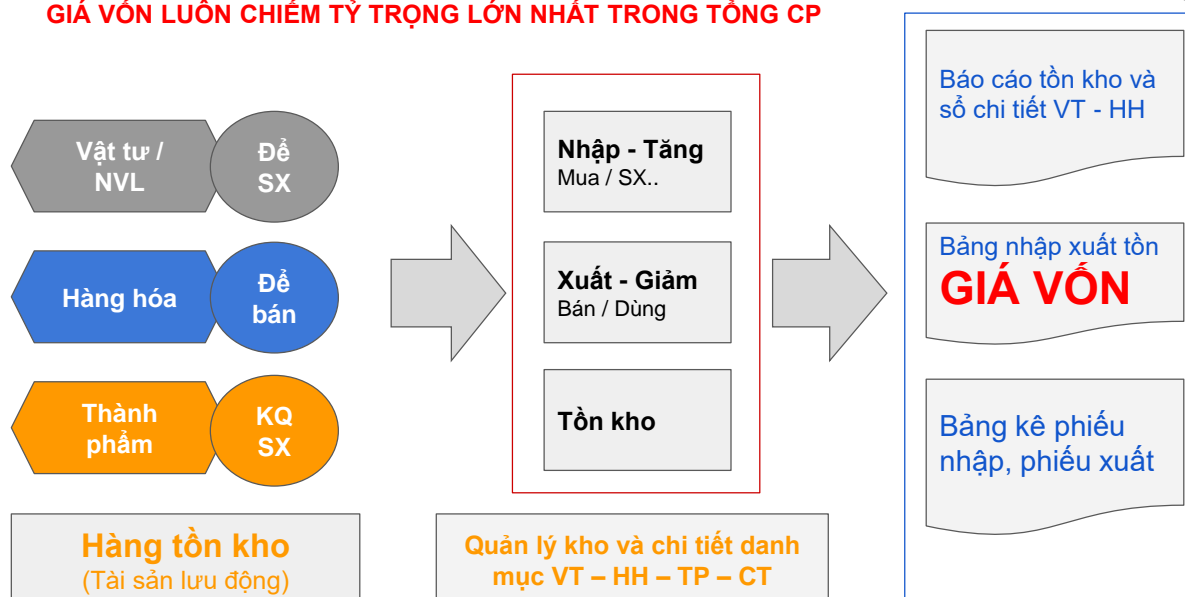 GIÁ VỐN LUÔN CHIẾM TỶ TRỌNG LỚN NHẤT TRONG TỔNG CP
Vật tư /
NVL
Để
SX
Hàng hóa
Để
bán
Thành
phẩm
KQ
SX
Hàng tồn kho
(Tài sản lưu động)
Nhập - Tăng
Mua / SX..
Xuất - Giảm
Bán / Dùng
Tồn kho
Quản lý kho và chi tiết danh
mục VT – HH – TP – CT
Báo cáo tồn kho và
sổ chi tiết VT - HH
Bảng nhập xuất tồn
GIÁ VỐN
Bảng kê phiếu
nhập, phiếu xuất